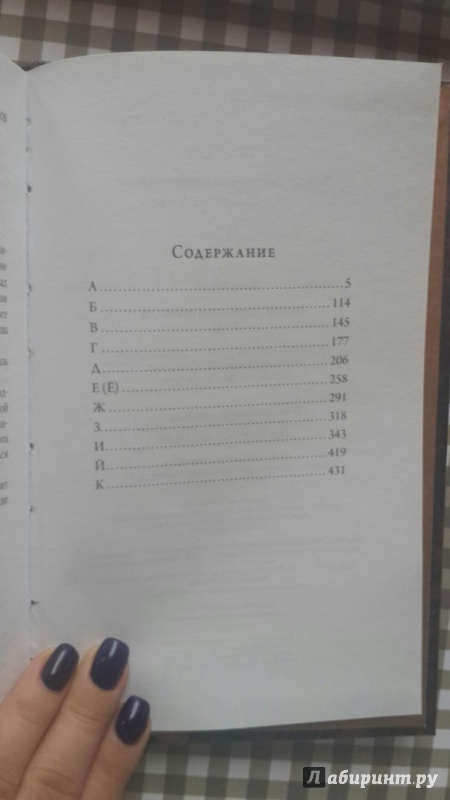 Содержание
А 5
Б 114
В 145
Г 177
Д 206
Е (Ё) 258
Ж 291
З 318
И 343
Й 419
К 431
Лабиринт.ру